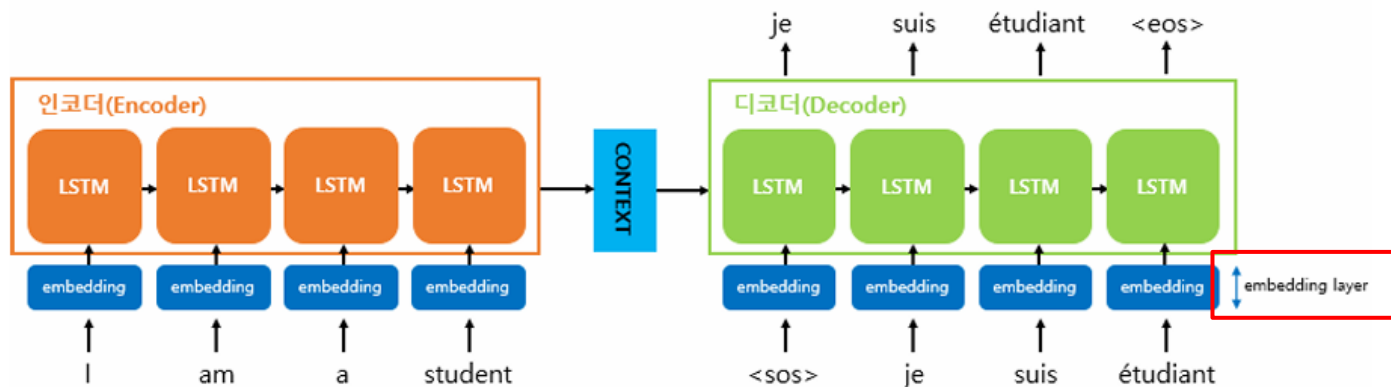 je suis étudiant <eos>
인코더(Encoder)
디코더(Decoder)
LSTM LSTM LSTM LSTM
CONTEXT
LSTM LSTM LSTM LSTM
embedding embedding embedding embedding
embedding embedding embedding embedding
embedding layer
I am a student
<sos> je suis étudiant